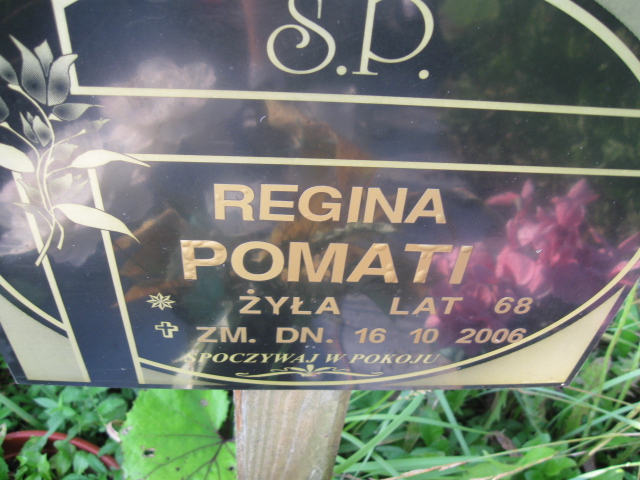 Ś.P.
REGINA
POMATI
ŻYŁA LAT 68
ZM. DN. 16 10 2006
SPOCZYWAJ W POKOJU